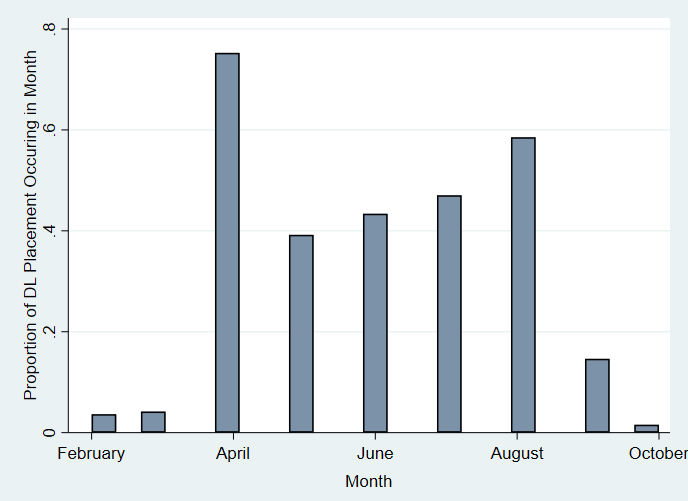 Proportion of DL Placement Occuring in Month
.8
.6
.4
.2
0
February April June August October
Month